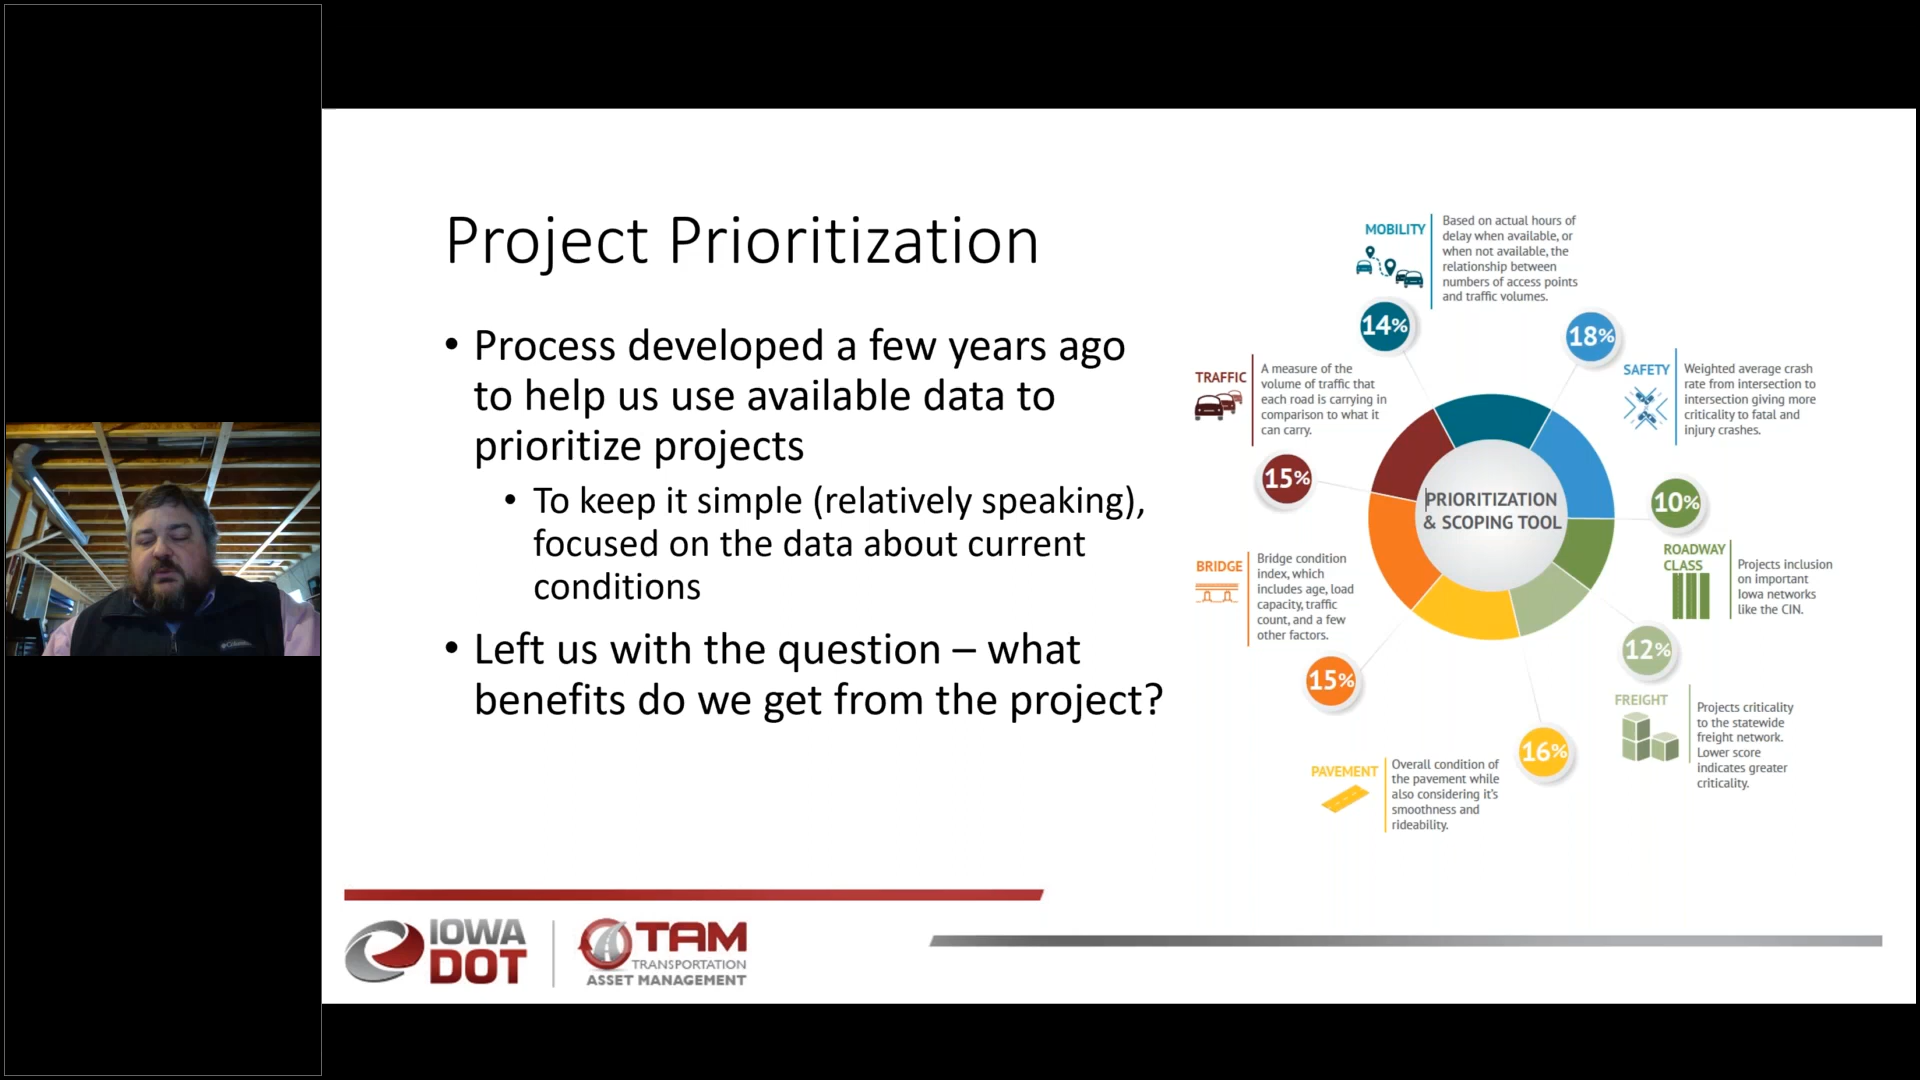 Project Prioritization
• Process developed a few years ago
to help us use available data to
prioritize projects
• To keep it simple (relatively speaking),
focused on the data about current
conditions
• Left us with the question – what
benefits do we get from the project?
MOBILITY
Based on actual hours of
delay when available, or
when not available, the
relationship between
numbers of access points
and traffic volumes.
14%
18%
SAFETY
Weighted average crash
rate from intersection to
intersection giving more
criticality to fatal and
injury crashes.
TRAFFIC
A measure of the
volume of traffic that
each road is carrying in
comparison to what it
can carry.
15%
PRIORITIZATION
& SCOPING TOOL
10%
ROADWAY
CLASS
Projects inclusion
on important
Iowa networks
like the CIN.
BRIDGE
Bridge condition
index, which
includes age, load
capacity, traffic
count, and a few
other factors.
15%
12%
FREIGHT
Projects criticality
to the statewide
freight network.
Lower score
indicates greater
criticality.
16%
PAVEMENT
Overall condition of
the pavement while
also considering it's
smoothness and
rideability.
IOWA
DOT
TAM
TRANSPORTATION
ASSET MANAGEMENT